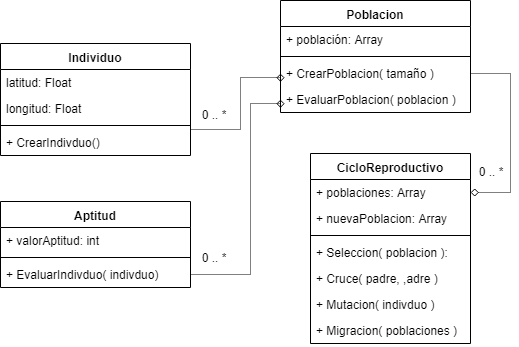 Poblacion
+ población: Array
+ CrearPoblacion( tamaño )
+ EvaluarPoblacion( poblacion )
Individuo
latitud: Float
longitud: Float
+ CrearIndivduo()
0 .. *
Aptitud
+ valorAptitud: int
+ EvaluarIndivduo( indivduo)
0 .. *
CicloReproductivo
+ poblaciones: Array
+ nuevaPoblacion: Array
+ Seleccion( poblacion ):
+ Cruce( padre, ,adre )
+ Mutacion( indivduo )
+ Migracion( poblaciones )
0 .. *